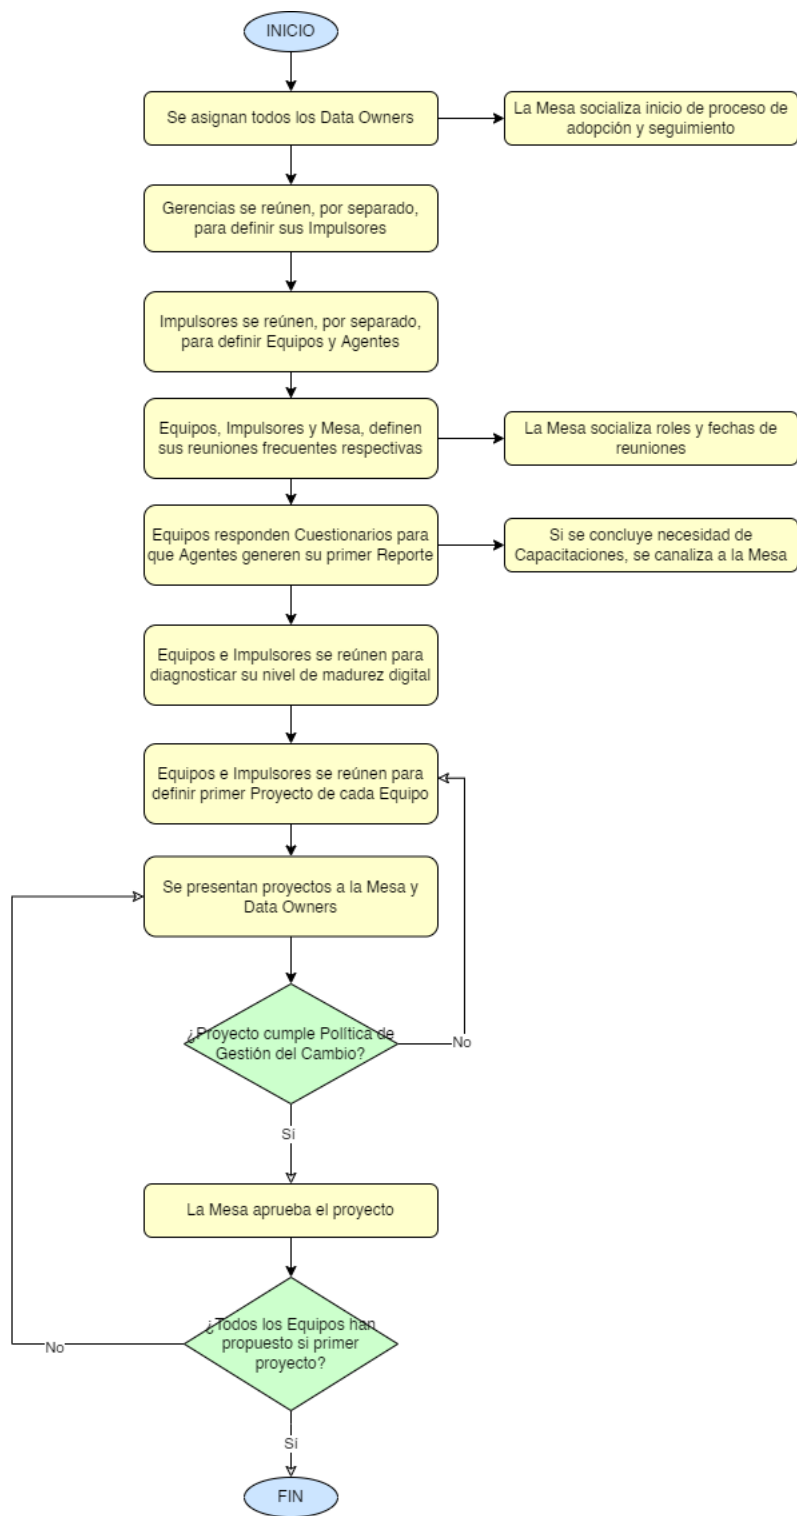 INICIO
Se asignan todos los Data Owners
La Mesa socializa inicio de proceso de
adopción y seguimiento
Gerencias se reúnen, por separado,
para definir sus Impulsores
Impulsores se reúnen, por separado,
para definir Equipos y Agentes
Equipos, Impulsores y Mesa, definen
sus reuniones frecuentes respectivas
La Mesa socializa roles y fechas de
reuniones
Equipos responden Cuestionarios para
que Agentes generen su primer Reporte
Si se concluye necesidad de
Capacitaciones, se canaliza a la Mesa
Equipos e Impulsores se reúnen para
diagnosticar su nivel de madurez digital
Equipos e Impulsores se reúnen para
definir primer Proyecto de cada Equipo
Se presentan proyectos a la Mesa y
Data Owners
¿Proyecto cumple Política de
Gestión del Cambio?
No
Sí
La Mesa aprueba el proyecto
¿Todos los Equipos han
propuesto si primer
proyecto?
No
Sí
FIN